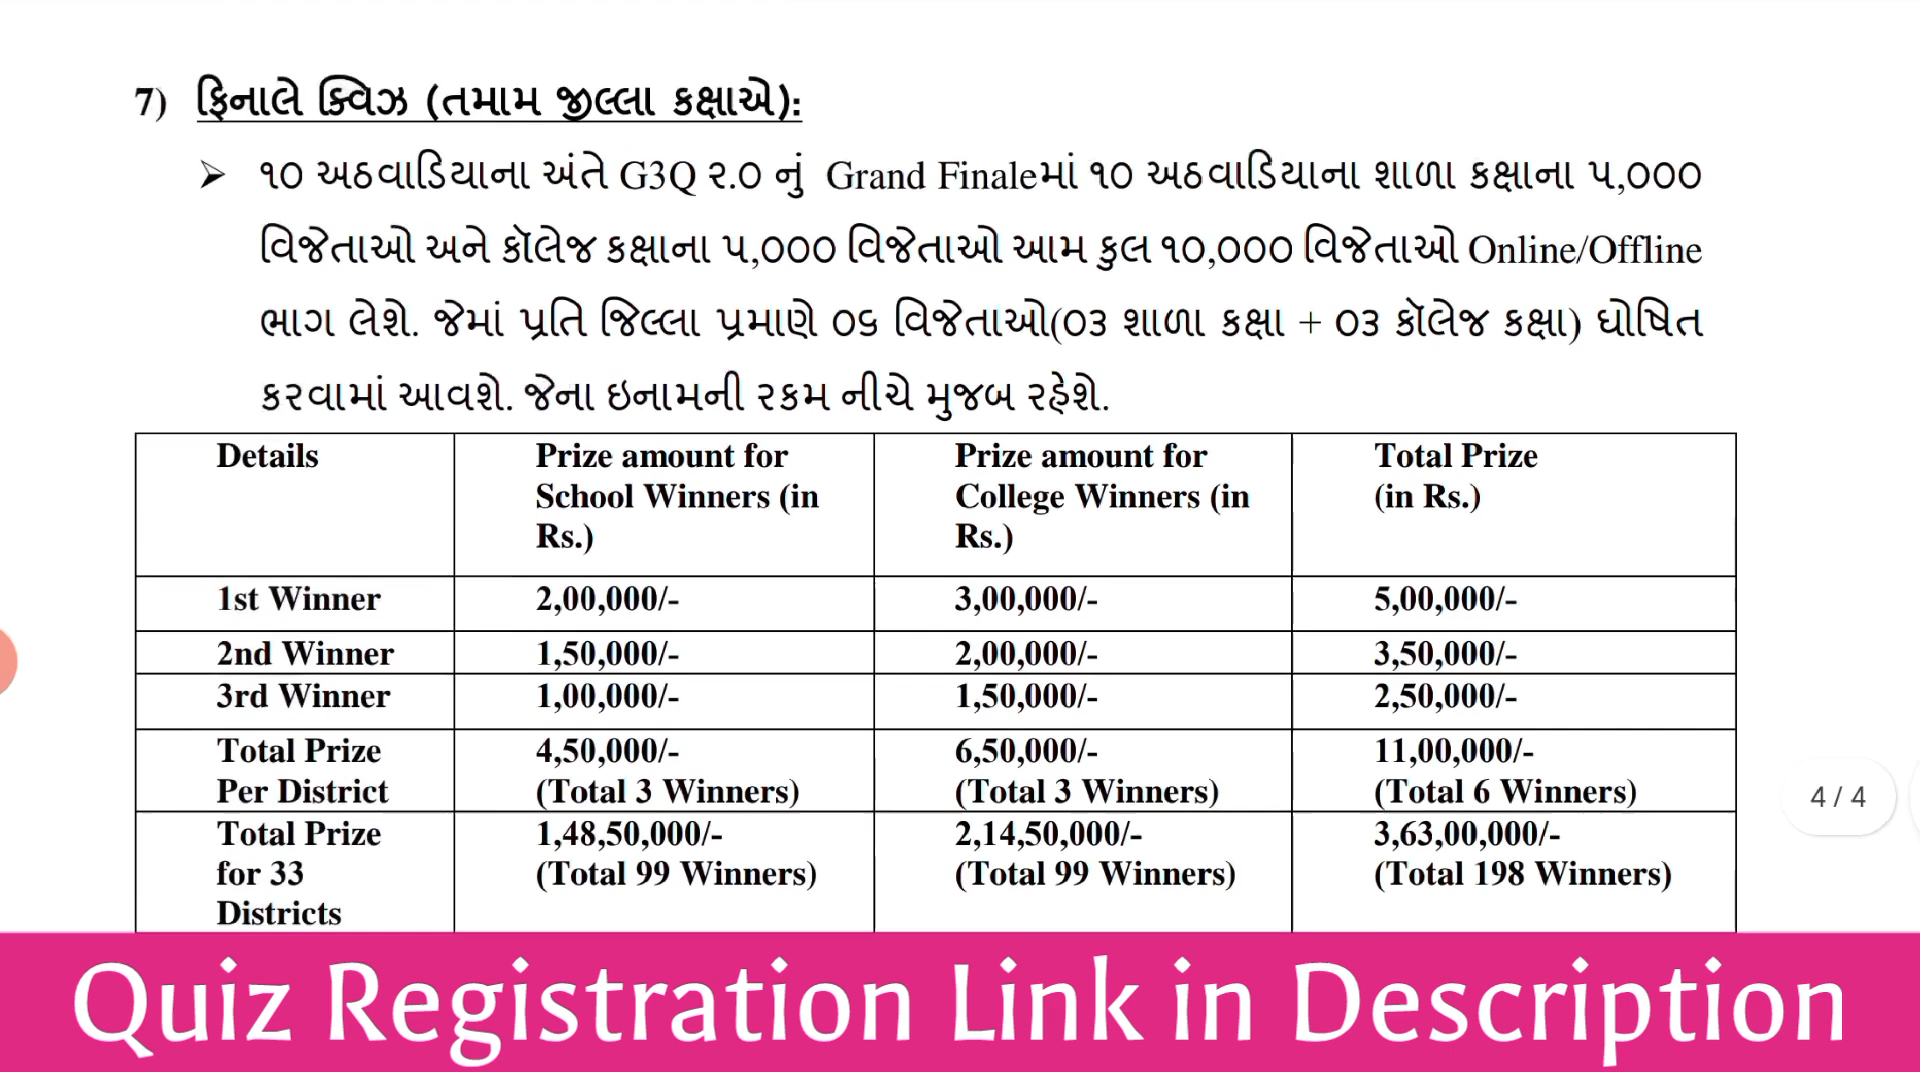 7) ફિનાલે ક્વિઝ (તમામ જીલ્લા કક્ષાએ):
➢ ૧૦ અઠવાડિયાના અંતે G3Q ૨.૦ નું Grand Finaleમાં ૧૦ અઠવાડિયાના શાળા કક્ષાના ૫,૦૦૦
વિજેતાઓ અને કૉલેજ કક્ષાના ૫,૦૦૦ વિજેતાઓ આમ કુલ ૧૦,૦૦૦ વિજેતાઓ Online/Offline
ભાગ લેશે. જેમાં પ્રતિ જિલ્લા પ્રમાણે ૦૬ વિજેતાઓ(૦૩ શાળા કક્ષા + ૦૩ કૉલેજ કક્ષા) ઘોષિત
કરવામાં આવશે. જેના ઇનામની રકમ નીચે મુજબ રહેશે.
Details Prize amount for Prize amount for Total Prize
School Winners (in College Winners (in (in Rs.)
Rs.) Rs.)
1st Winner 2,00,000/- 3,00,000/- 5,00,000/-
2nd Winner 1,50,000/- 2,00,000/- 3,50,000/-
3rd Winner 1,00,000/- 1,50,000/- 2,50,000/-
Total Prize 4,50,000/- 6,50,000/- 11,00,000/-
Per District (Total 3 Winners) (Total 3 Winners) (Total 6 Winners)
4 / 4
Total Prize 1,48,50,000/- 2,14,50,000/- 3,63,00,000/-
for 33 (Total 99 Winners) (Total 99 Winners) (Total 198 Winners)
Districts
Quiz Registration Link in Description